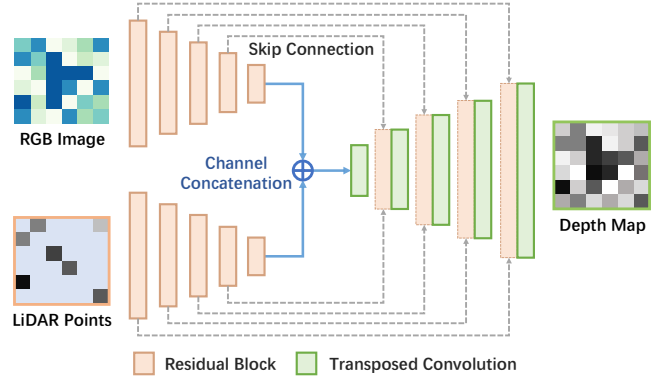 Skip Connection
RGB Image
Channel
Concatenation
Depth Map
LiDAR Points
Residual Block
Transposed Convolution